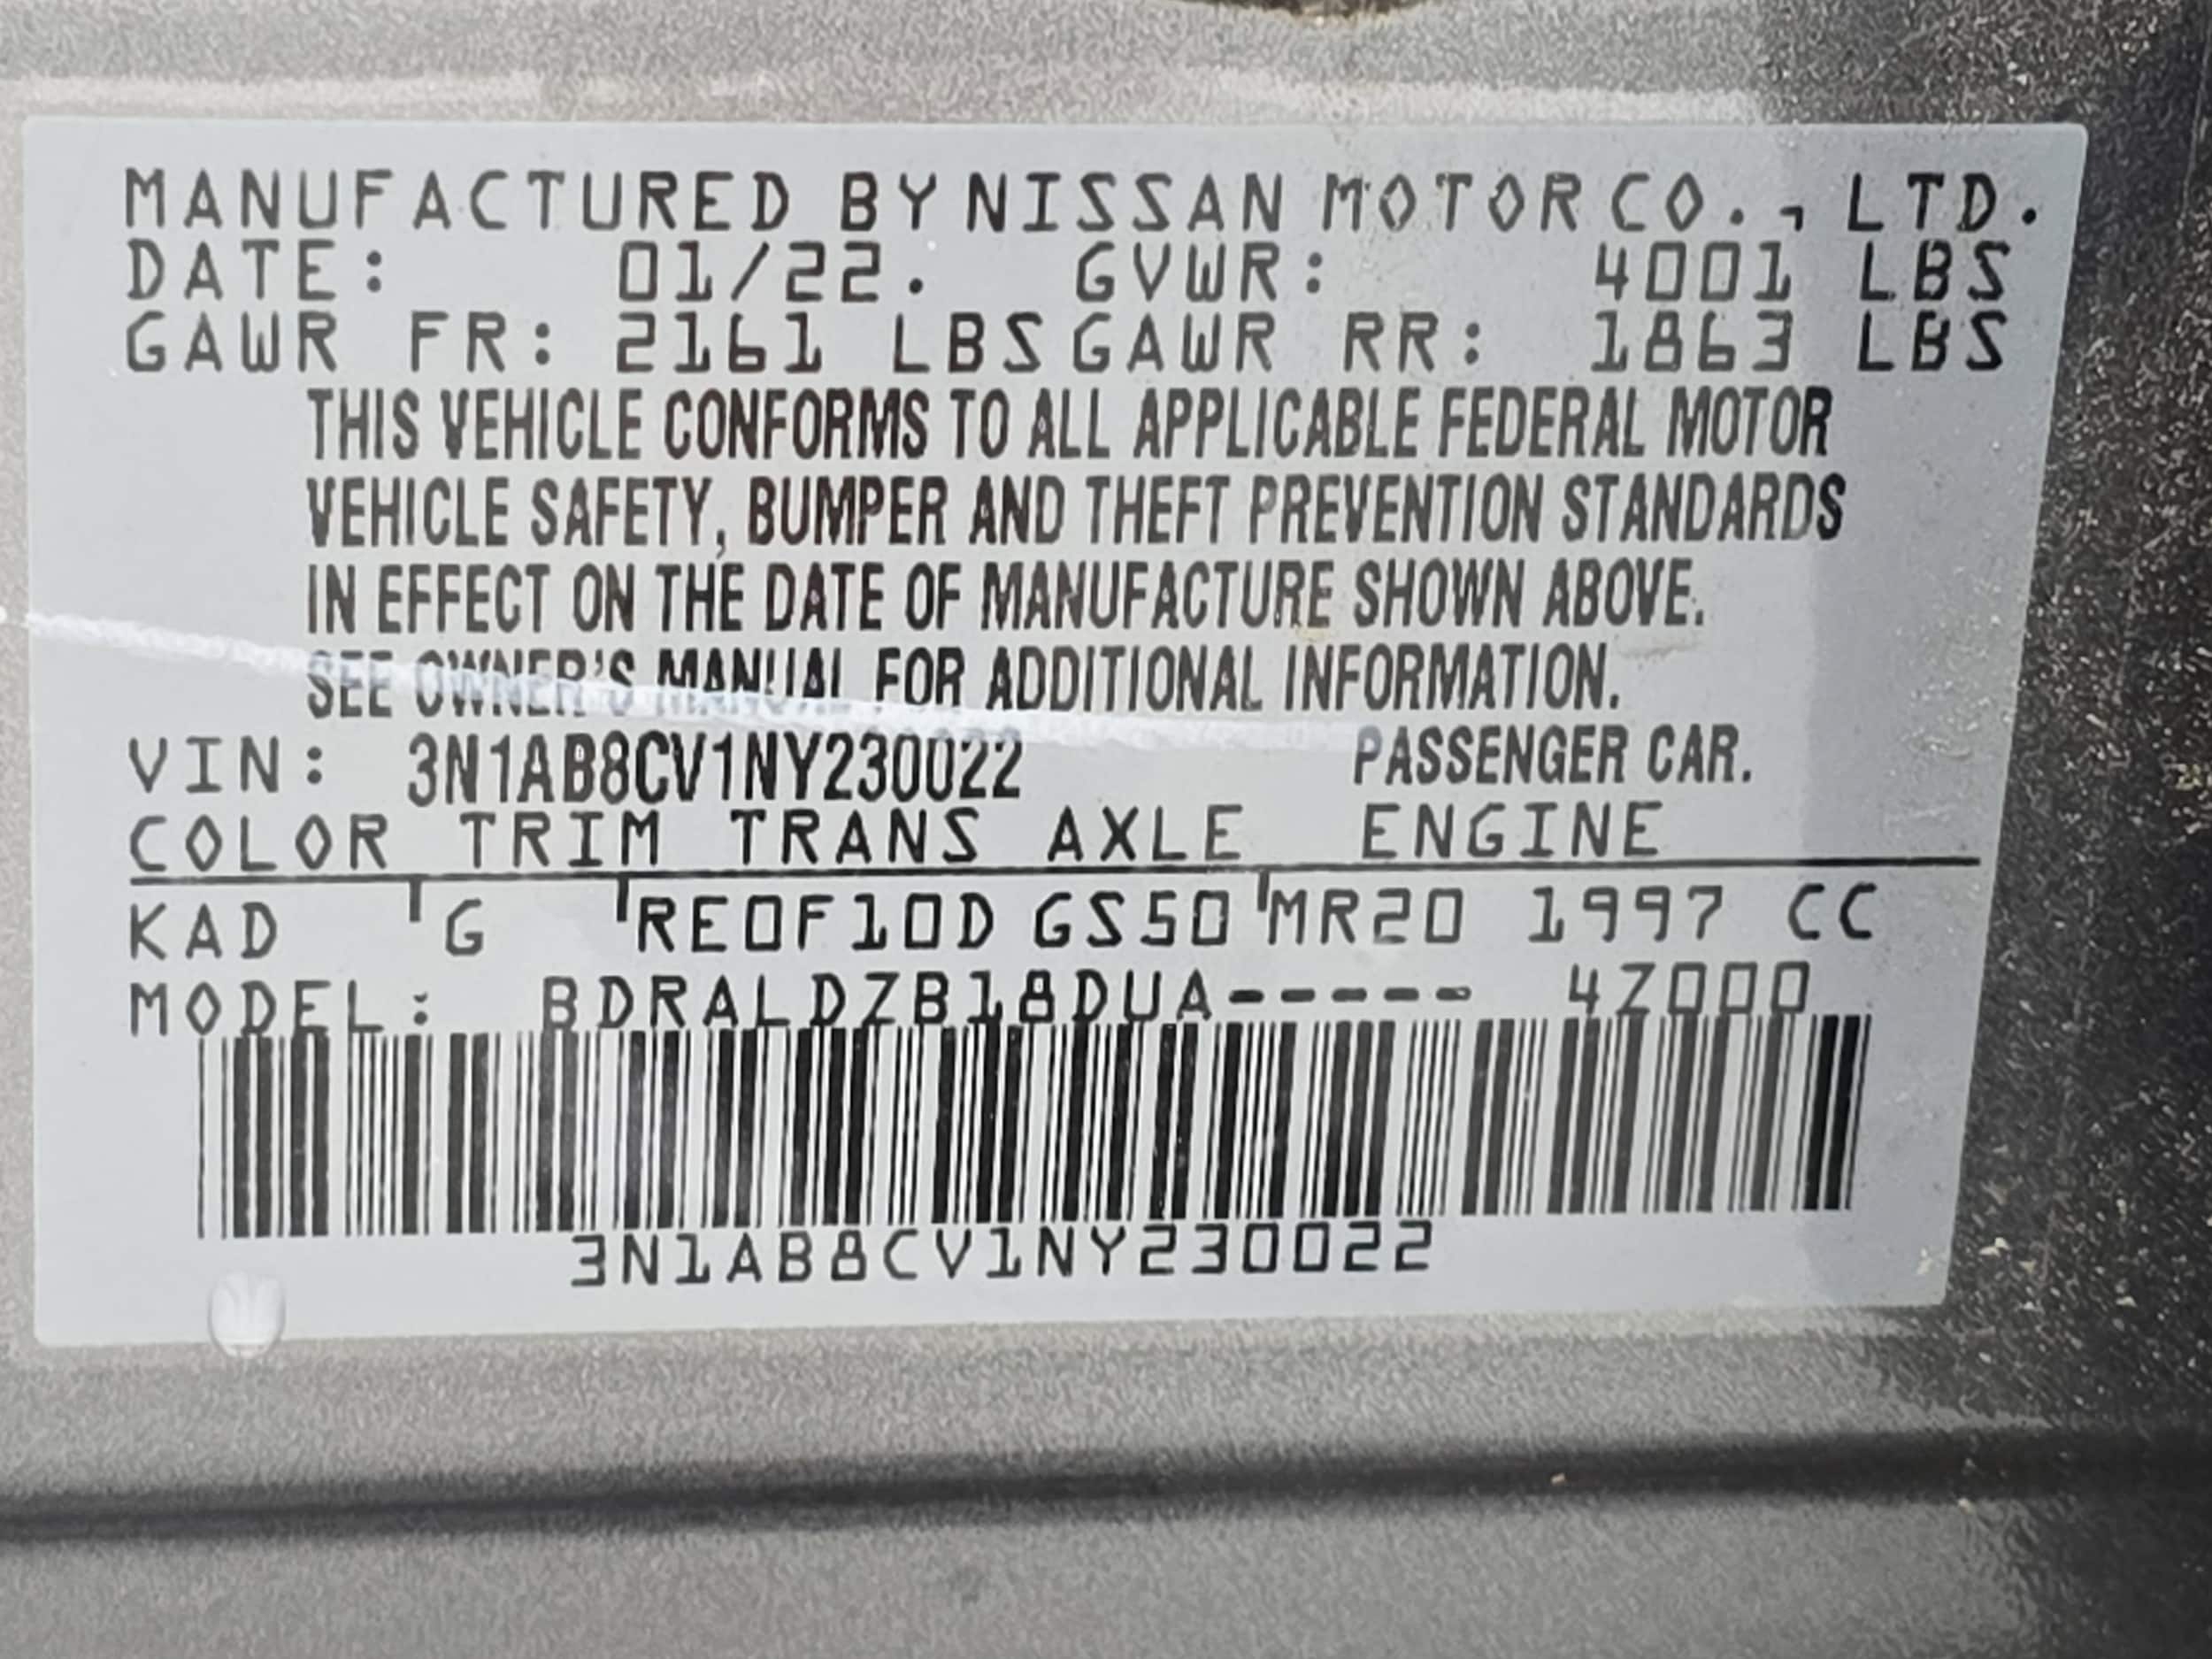 MANUFACTURED BY NISSAN MOTOR CO., LTD.
DATE: 01/22. GVWR: 4001 LBS
GAWR FR: 2161 LBS GAWR RR: 1863 LBS
THIS VEHICLE CONFORMS TO ALL APPLICABLE FEDERAL MOTOR
VEHICLE SAFETY, BUMPER AND THEFT PREVENTION STANDARDS
IN EFFECT ON THE DATE OF MANUFACTURE SHOWN ABOVE.
SEE OWNER'S MANUAL FOR ADDITIONAL INFORMATION.
VIN: 3N1AB8CV1NY230022 PASSENGER CAR.
COLOR TRIM TRANS AXLE ENGINE
KAD G RE0F10D GS50 MR20 1997 CC
MODEL: BDRALDZB18DUA----- 4Z000
3N1AB8CV1NY230022